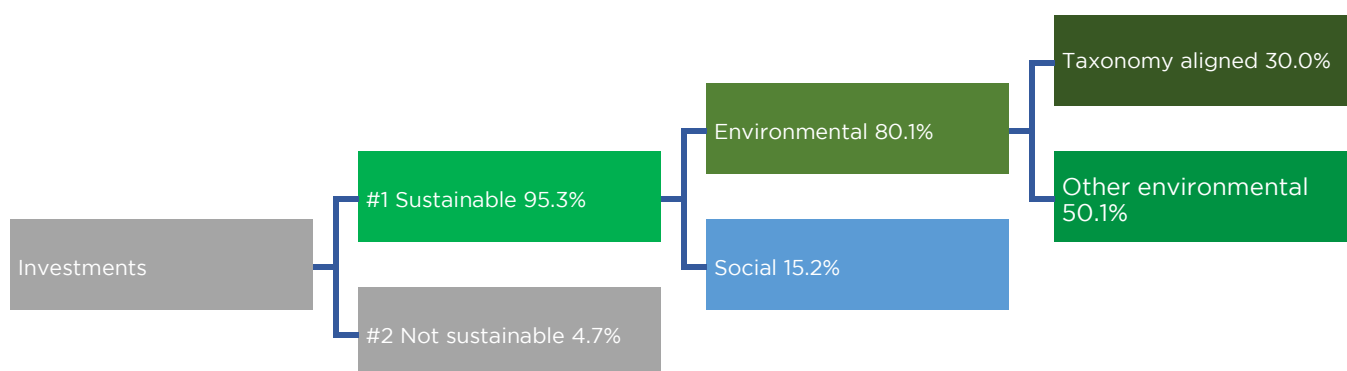 Taxonomy aligned 30.0%
Environmental 80.1%
#1 Sustainable 95.3%
Other environmental
50.1%
Investments
Social 15.2%
#2 Not sustainable 4.7%